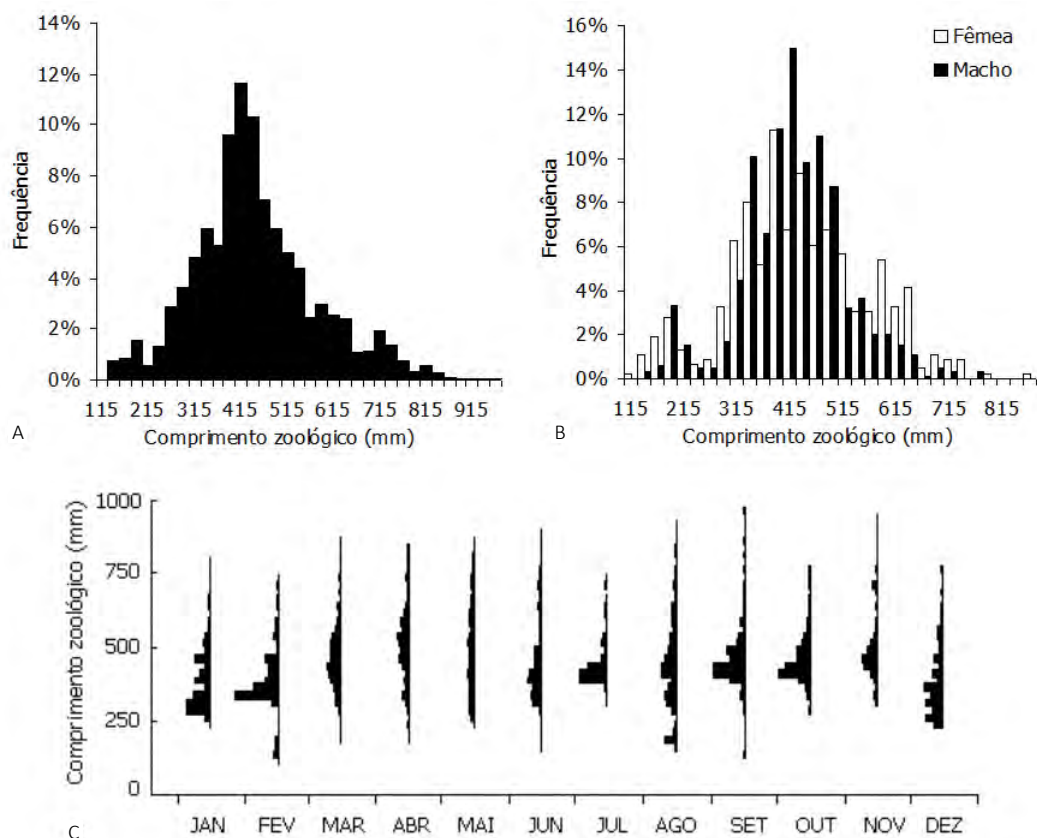 14%
12%
10%
8%
6%
4%
2%
0%
Frequência
115 215 315 415 515 615 715 815 915
Comprimento zoológico (mm)
A
16%
14%
12%
10%
8%
6%
4%
2%
0%
Frequência
Fêmea
Macho
115 215 315 415 515 615 715 815
Comprimento zoológico (mm)
B
1000
750
500
250
0
Comprimento zoológico (mm)
JAN FEV MAR ABR MAI JUN JUL AGO SET OUT NOV DEZ
C